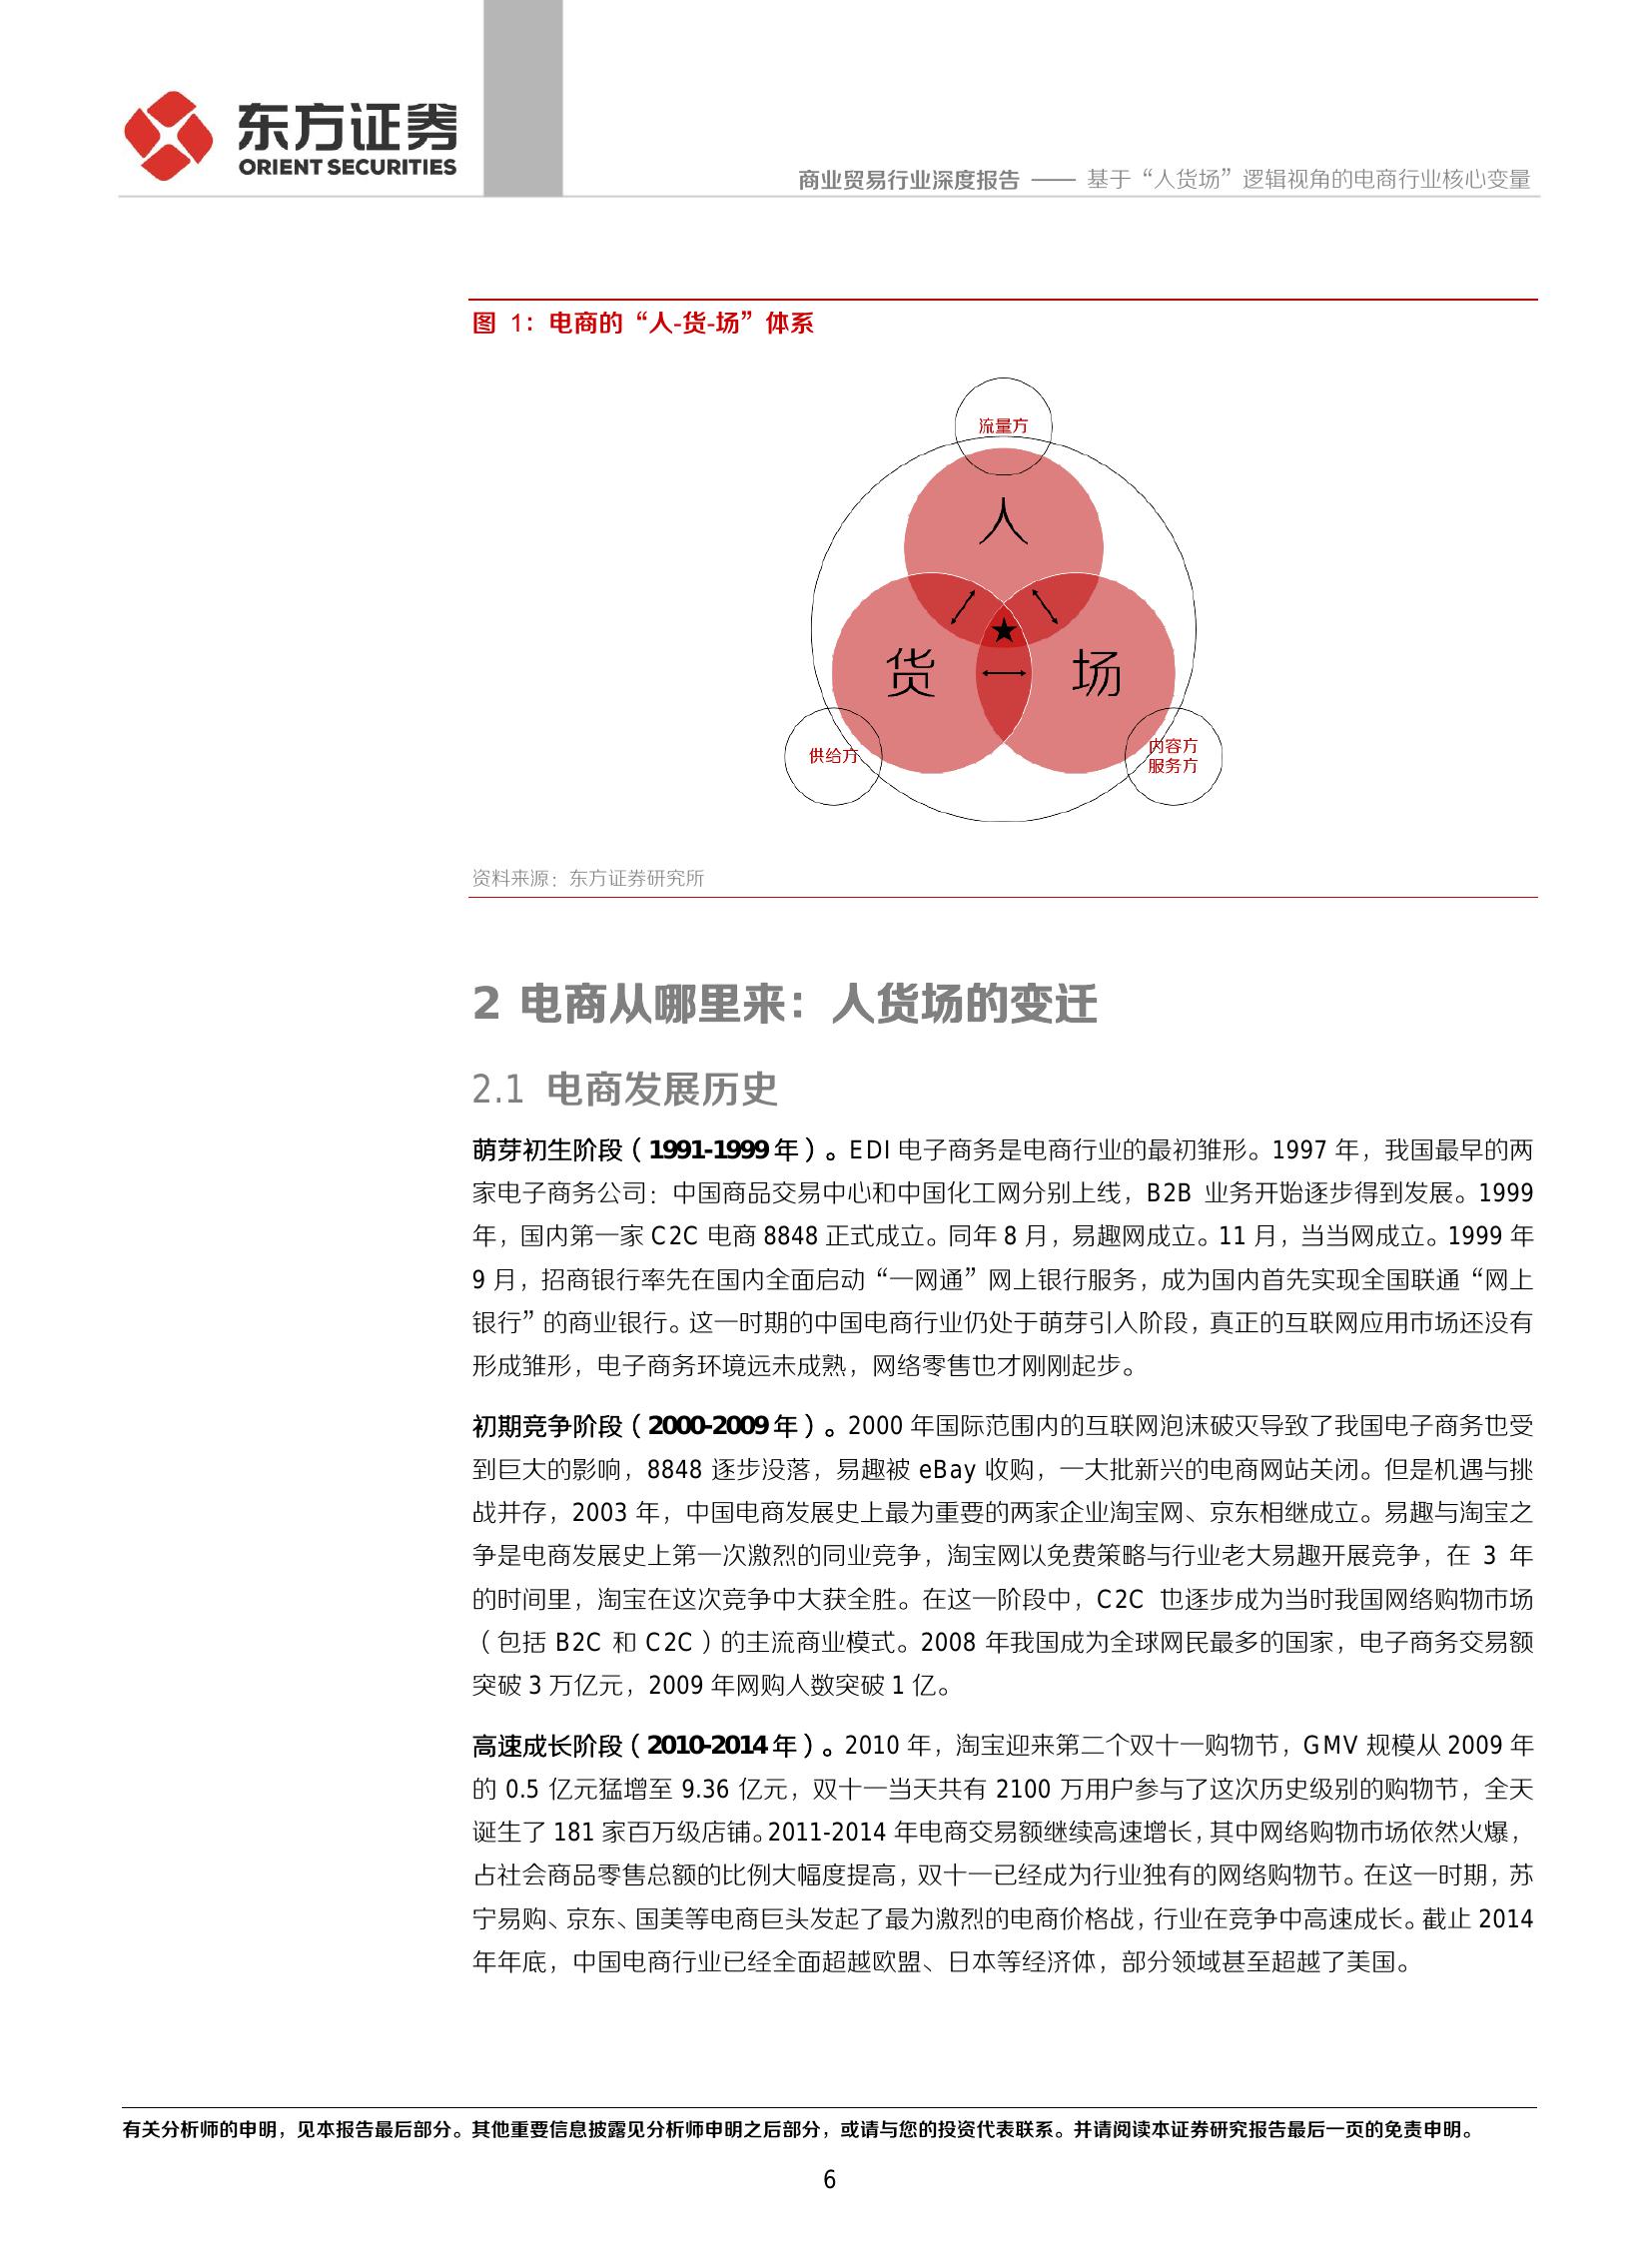 东方证券
ORIENT SECURITIES
商业贸易行业深度报告 —— 基于“人货场”逻辑视角的电商行业核心变量
图 1：电商的“人-货-场”体系
流量方
人
货
场
供给方
内容方
服务方
资料来源：东方证券研究所
2 电商从哪里来：人货场的变迁
2.1 电商发展历史
萌芽初生阶段（1991-1999 年）。EDI 电子商务是电商行业的最初雏形。1997 年，我国最早的两
家电子商务公司：中国商品交易中心和中国化工网分别上线，B2B 业务开始逐步得到发展。1999
年，国内第一家 C2C 电商 8848 正式成立。同年 8 月，易趣网成立。11 月，当当网成立。1999 年
9 月，招商银行率先在国内全面启动“一网通”网上银行服务，成为国内首先实现全国联通“网上
银行”的商业银行。这一时期的中国电商行业仍处于萌芽引入阶段，真正的互联网应用市场还没有
形成雏形，电子商务环境远未成熟，网络零售也才刚刚起步。
初期竞争阶段（2000-2009 年）。2000 年国际范围内的互联网泡沫破灭导致了我国电子商务也受
到巨大的影响，8848 逐步没落，易趣被 eBay 收购，一大批新兴的电商网站关闭。但是机遇与挑
战并存，2003 年，中国电商发展史上最为重要的两家企业淘宝网、京东相继成立。易趣与淘宝之
争是电商发展史上第一次激烈的同业竞争，淘宝网以免费策略与行业老大易趣开展竞争，在 3 年
的时间里，淘宝在这次竞争中大获全胜。在这一阶段中，C2C 也逐步成为当时我国网络购物市场
（包括 B2C 和 C2C）的主流商业模式。2008 年我国成为全球网民最多的国家，电子商务交易额
突破 3 万亿元，2009 年网购人数突破 1 亿。
高速成长阶段（2010-2014 年）。2010 年，淘宝迎来第二个双十一购物节，GMV 规模从 2009 年
的 0.5 亿元猛增至 9.36 亿元，双十一当天共有 2100 万用户参与了这次历史级别的购物节，全天
诞生了 181 家百万级店铺。2011-2014 年电商交易额继续高速增长，其中网络购物市场依然火爆，
占社会商品零售总额的比例大幅度提高，双十一已经成为行业独有的网络购物节。在这一时期，苏
宁易购、京东、国美等电商巨头发起了最为激烈的电商价格战，行业在竞争中高速成长。截止 2014
年年底，中国电商行业已经全面超越欧盟、日本等经济体，部分领域甚至超越了美国。
有关分析师的申明，见本报告最后部分。其他重要信息披露见分析师申明之后部分，或请与您的投资代表联系。并请阅读本证券研究报告最后一页的免责申明。
6